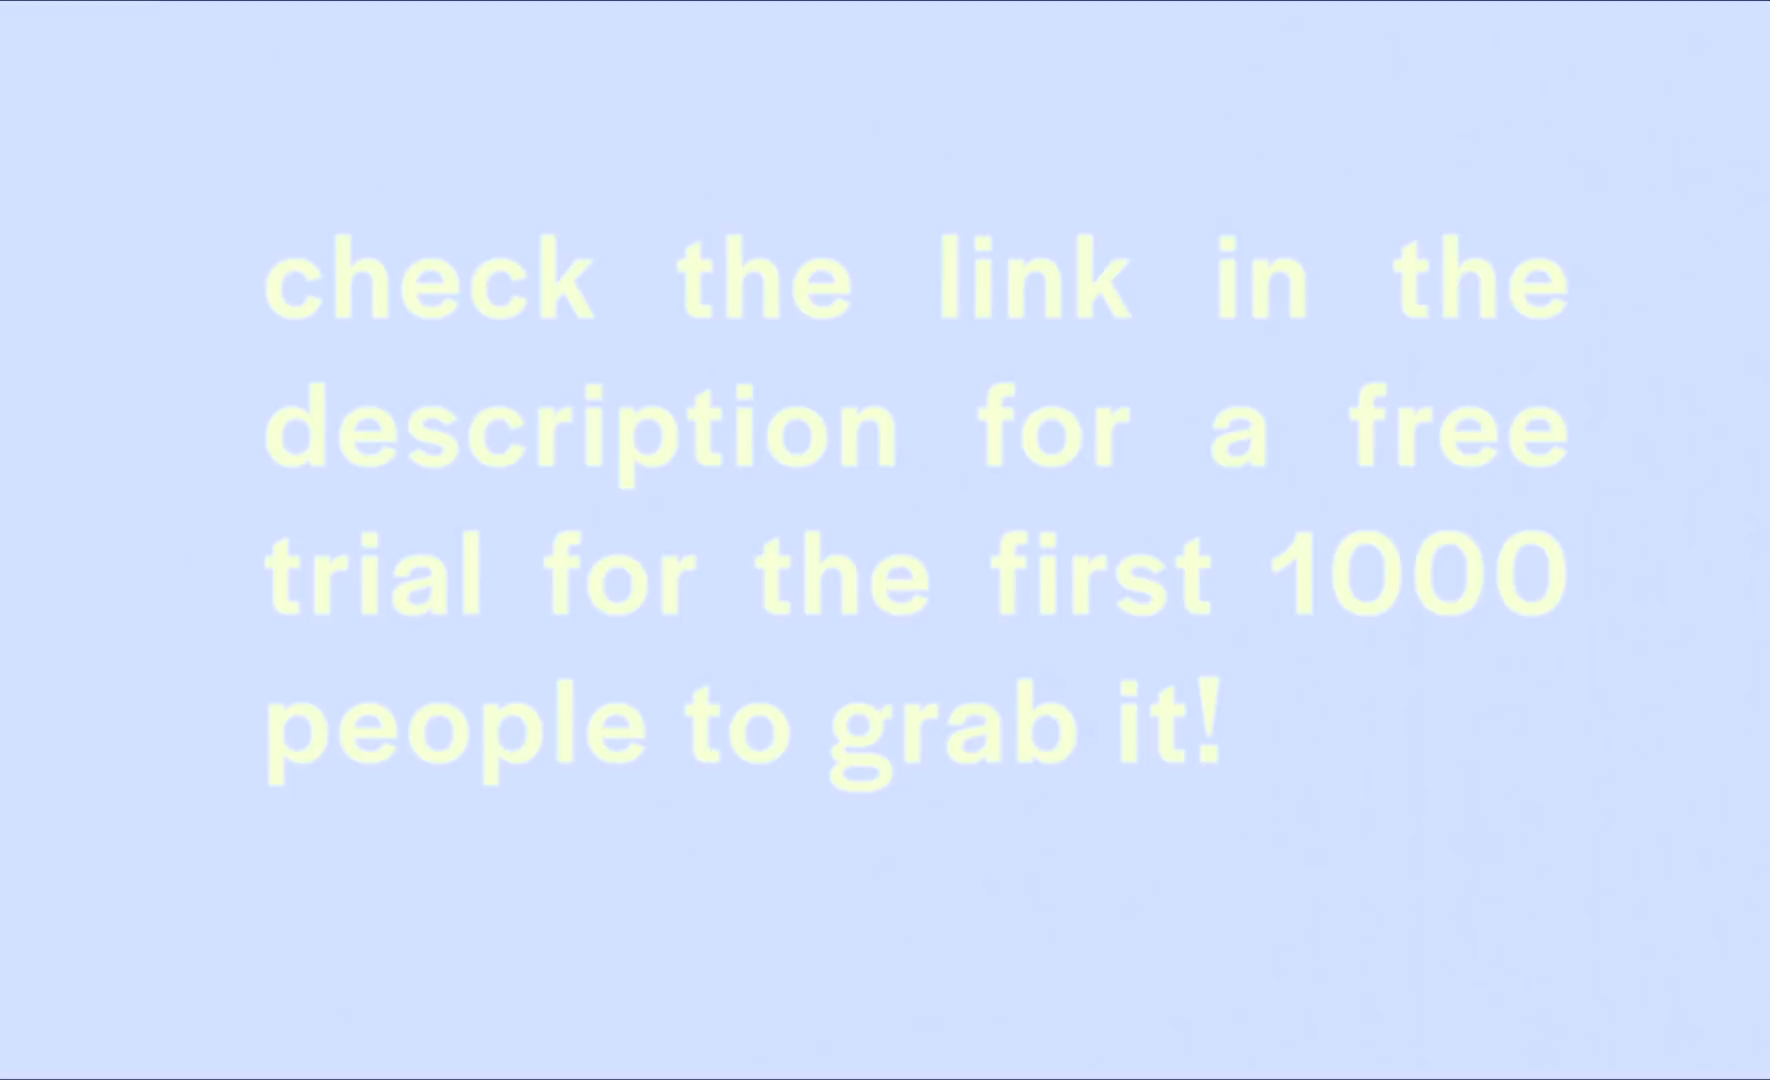 check the link in the
description for a free
trial for the first 1000
people to grab it!